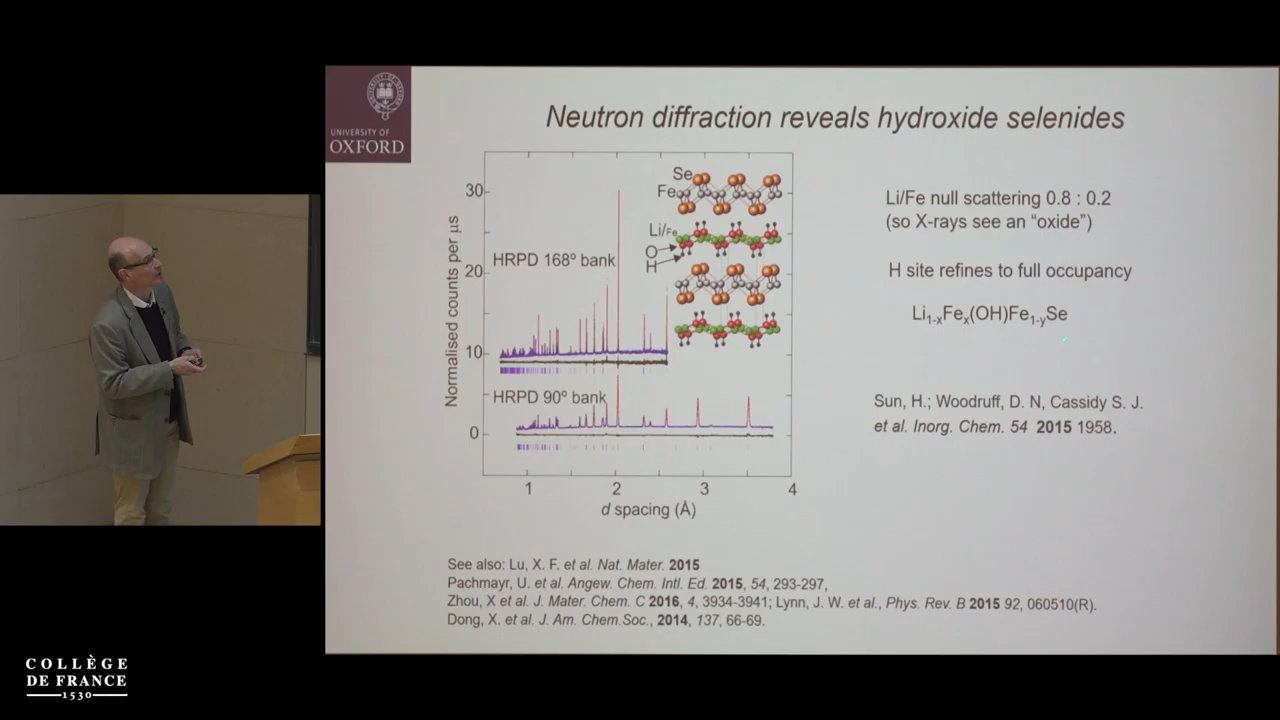 UNIVERSITY OF
OXFORD
Neutron diffraction reveals hydroxide selenides
Normalised counts per μs
30
20
10
0
HRPD 168º bank
HRPD 90º bank
Se
Fe
Li/Fe
O
H
1
2
3
4
d spacing (Å)
Li/Fe null scattering 0.8 : 0.2
(so X-rays see an “oxide”)
H site refines to full occupancy
Li1-xFex(OH)Fe1-ySe
Sun, H.; Woodruff, D. N, Cassidy S. J.
et al. Inorg. Chem. 54 2015 1958.
See also: Lu, X. F. et al. Nat. Mater. 2015
Pachmayr, U. et al. Angew. Chem. Intl. Ed. 2015, 54, 293-297,
Zhou, X et al. J. Mater. Chem. C 2016, 4, 3934-3941; Lynn, J. W. et al., Phys. Rev. B 2015 92, 060510(R).
Dong, X. et al. J. Am. Chem.Soc., 2014, 137, 66-69.
COLLÈGE
DE FRANCE
1530